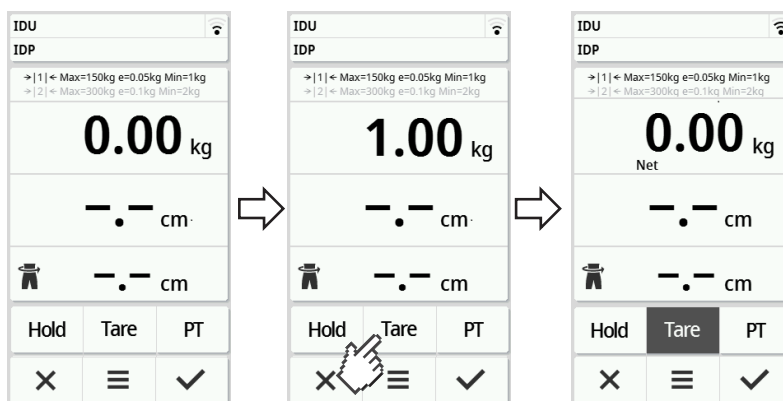 IDU
IDP
→|1|← Max=150kg e=0.05kg Min=1kg
→|2|← Max=300kg e=0.1kg Min=2kg
0.00 kg
-.- cm
-.- cm
Hold Tare PT
IDU
IDP
→|1|← Max=150kg e=0.05kg Min=1kg
→|2|← Max=300kg e=0.1kg Min=2kg
1.00 kg
-.- cm
-.- cm
Hold Tare PT
IDU
IDP
→|1|← Max=150kg e=0.05kg Min=1kg
→|2|← Max=300kg e=0.1kg Min=2kg
0.00 kg
Net
-.- cm
-.- cm
Hold Tare PT